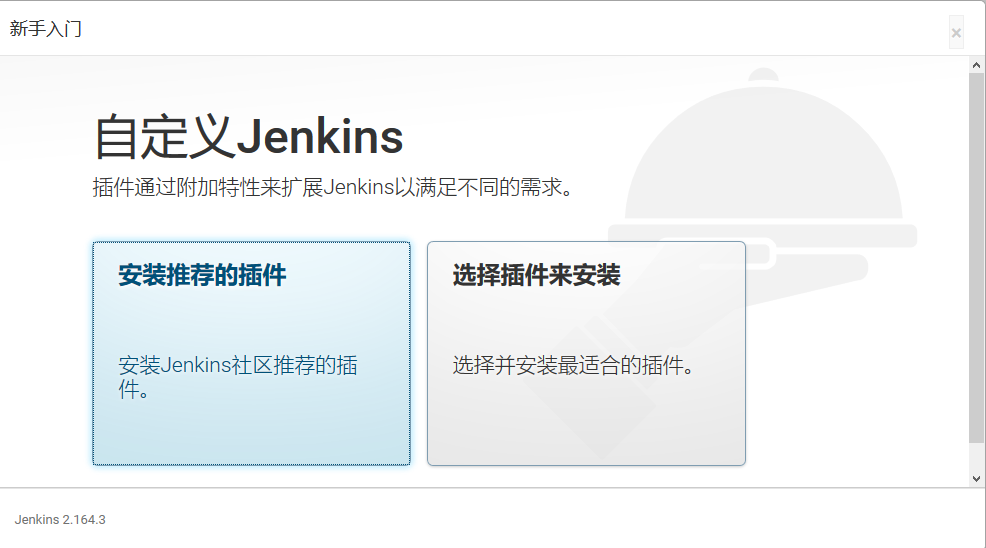 新手入门
×
自定义Jenkins
插件通过附加特性来扩展Jenkins以满足不同的需求。
安装推荐的插件
安装Jenkins社区推荐的插
件。
选择插件来安装
选择并安装最适合的插件。
Jenkins 2.164.3